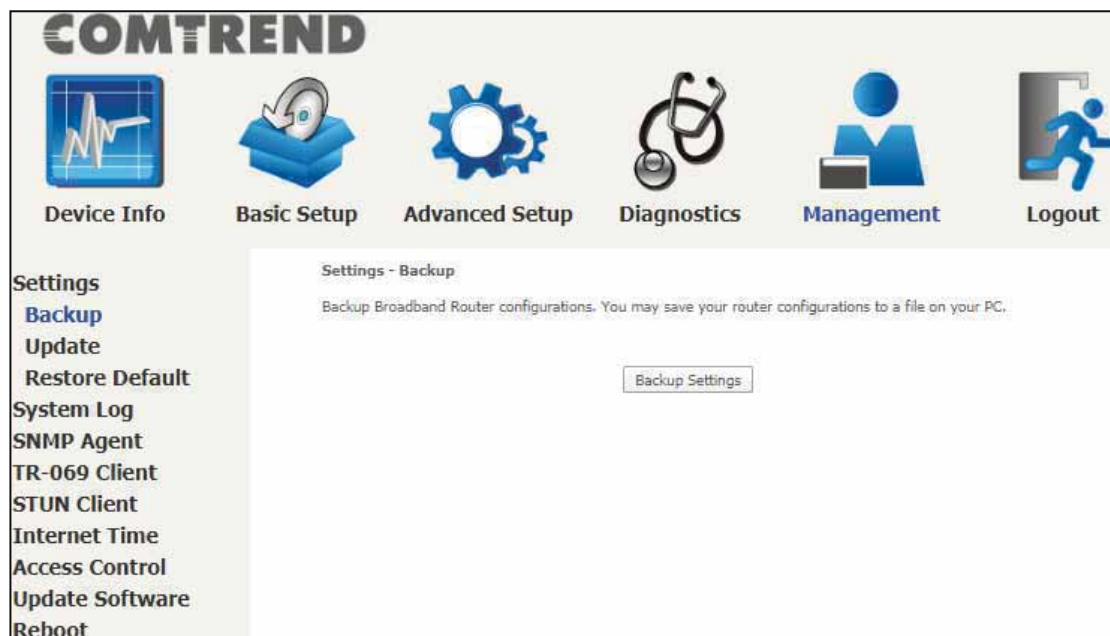 COMTREND
Device Info
Basic Setup
Advanced Setup
Diagnostics
Management
Logout
Settings
Backup
Update
Restore Default
System Log
SNMP Agent
TR-069 Client
STUN Client
Internet Time
Access Control
Update Software
Reboot
Settings - Backup
Backup Broadband Router configurations. You may save your router configurations to a file on your PC.
Backup Settings